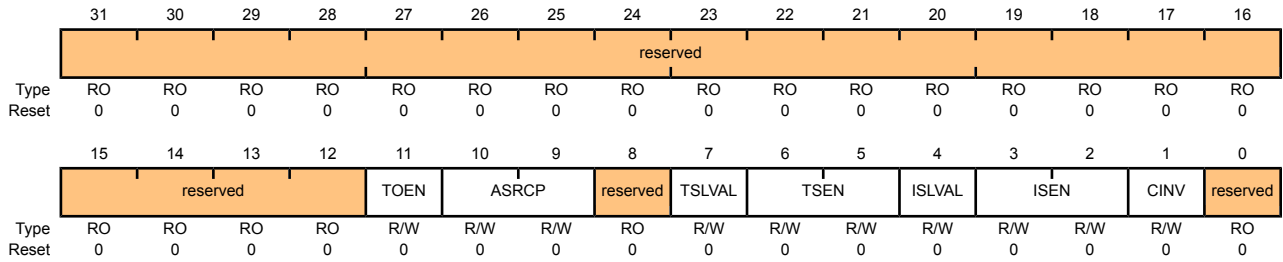 31 30 29 28 27 26 25 24 23 22 21 20 19 18 17 16
reserved
Type RO RO RO RO RO RO RO RO RO RO RO RO RO RO RO RO
Reset 0 0 0 0 0 0 0 0 0 0 0 0 0 0 0 0
15 14 13 12 11 10 9 8 7 6 5 4 3 2 1 0
reserved TOEN ASRCP reserved TSLVAL TSEN ISLVAL ISEN CINV reserved
Type RO RO RO RO R/W R/W R/W RO R/W R/W R/W R/W R/W R/W R/W RO
Reset 0 0 0 0 0 0 0 0 0 0 0 0 0 0 0 0